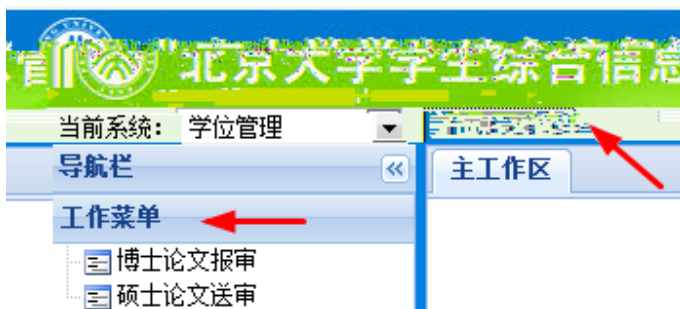 北京大学学生综合信息
当前系统： 学位管理
导航栏
主工作区
工作菜单
博士论文报审
硕士论文送审